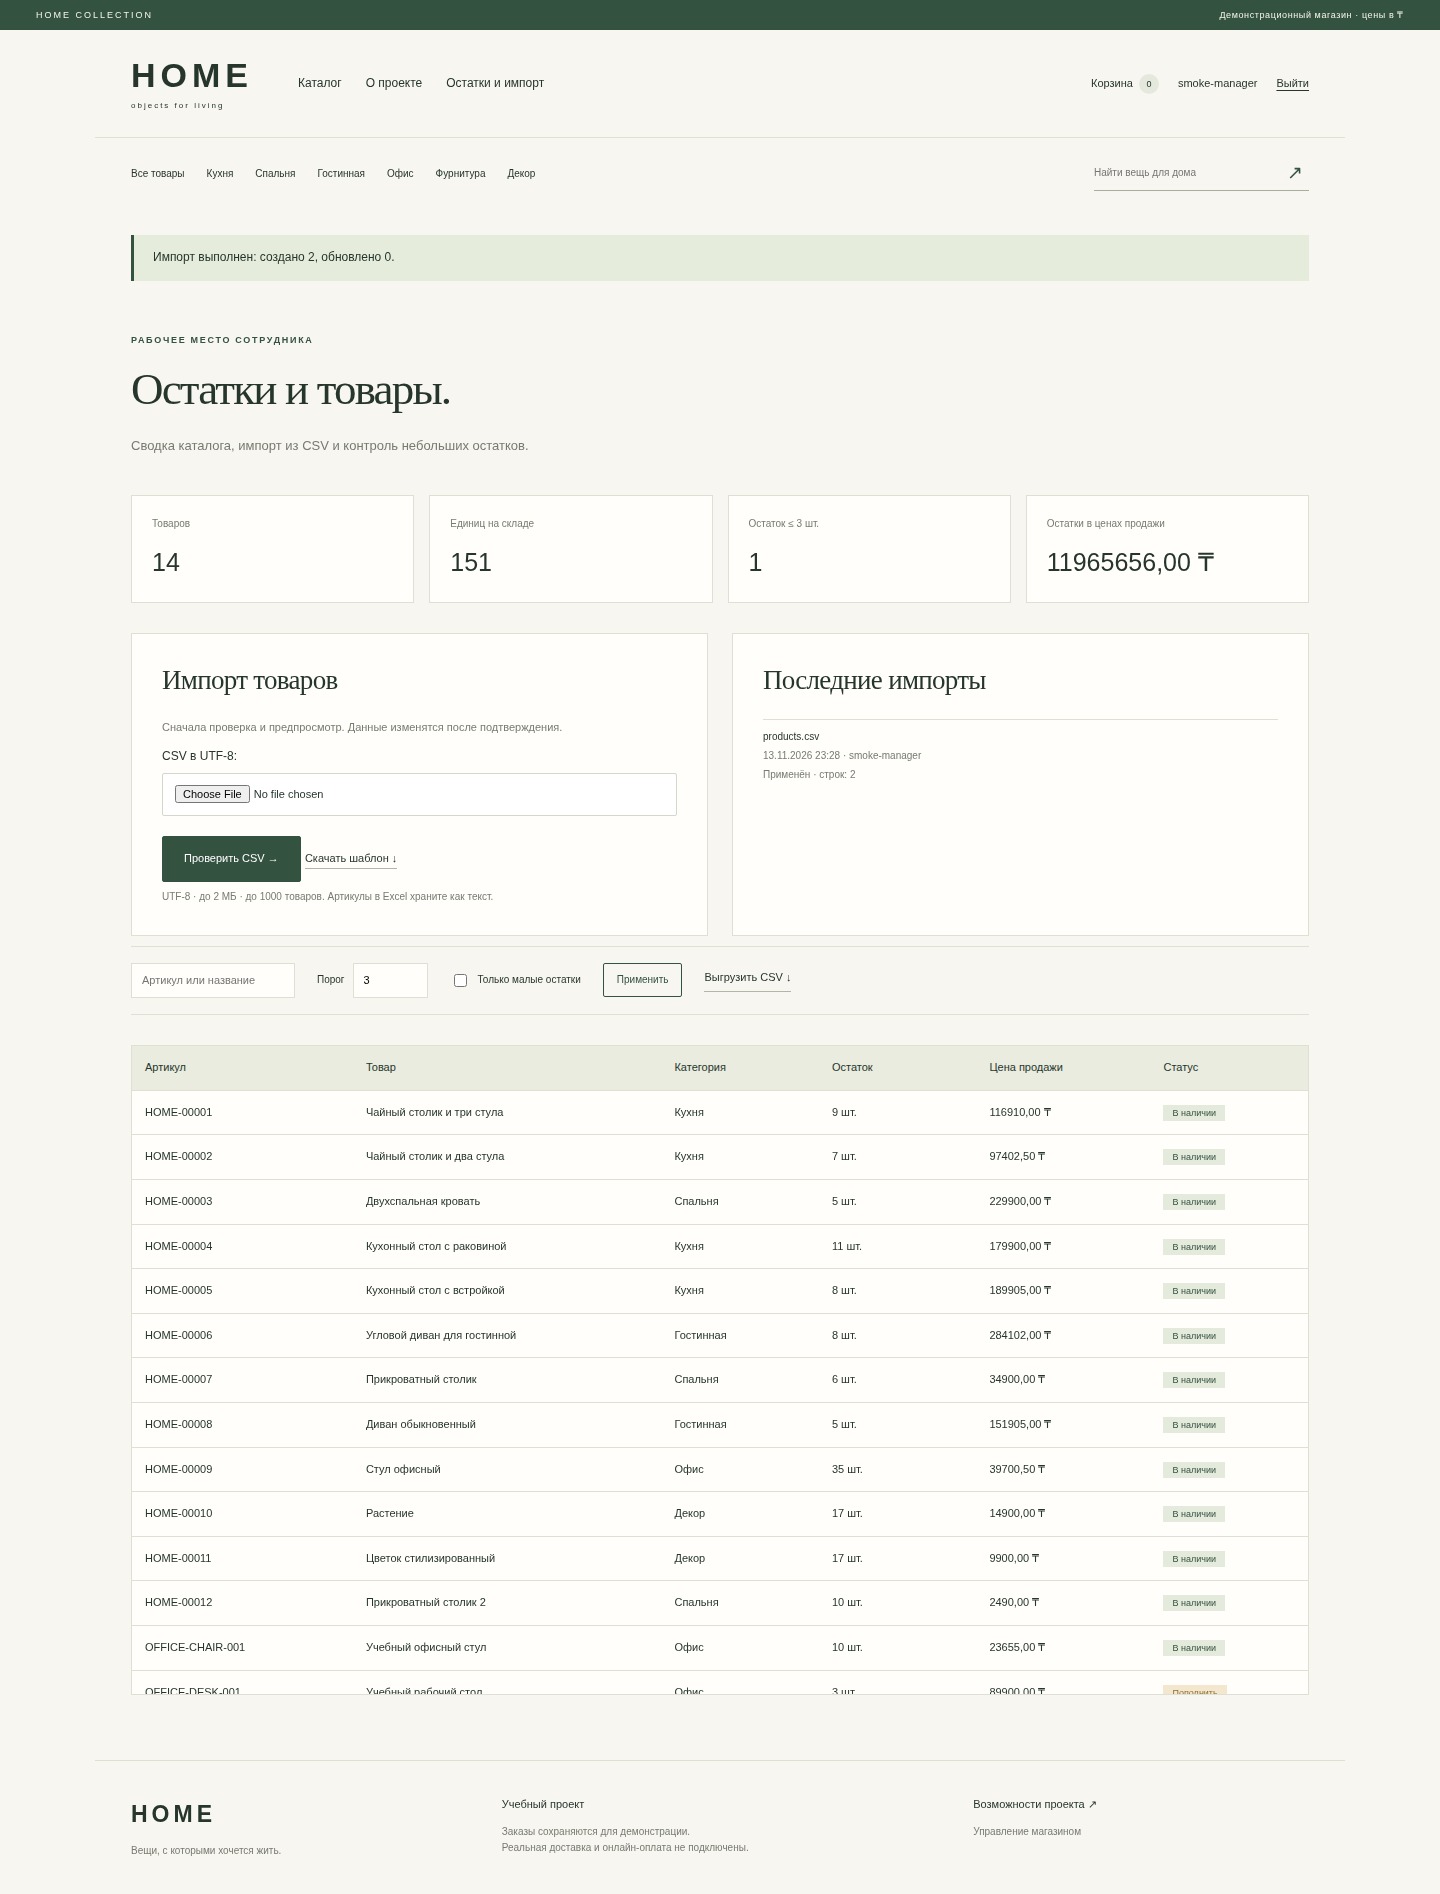 HOME COLLECTION
Демонстрационный магазин · цены в ₸
HOME
objects for living
Каталог О проекте Остатки и импорт
Корзина 0 smoke-manager Выйти
Все товары Кухня Спальня Гостинная Офис Фурнитура Декор
Найти вещь для дома ↗
Импорт выполнен: создано 2, обновлено 0.
РАБОЧЕЕ МЕСТО СОТРУДНИКА
Остатки и товары.
Сводка каталога, импорт из CSV и контроль небольших остатков.
Товаров
14
Единиц на складе
151
Остаток ≤ 3 шт.
1
Остатки в ценах продажи
11965656,00 ₸
Импорт товаров
Сначала проверка и предпросмотр. Данные изменятся после подтверждения.
CSV в UTF-8:
Choose File No file chosen
Проверить CSV → Скачать шаблон ↓
UTF-8 · до 2 МБ · до 1000 товаров. Артикулы в Excel храните как текст.
Последние импорты
products.csv
13.11.2026 23:28 · smoke-manager
Применён · строк: 2
Артикул или название Порог 3 Только малые остатки Применить Выгрузить CSV ↓
Артикул Товар Категория Остаток Цена продажи Статус
HOME-00001 Чайный столик и три стула Кухня 9 шт. 116910,00 ₸ В наличии
HOME-00002 Чайный столик и два стула Кухня 7 шт. 97402,50 ₸ В наличии
HOME-00003 Двухспальная кровать Спальня 5 шт. 229900,00 ₸ В наличии
HOME-00004 Кухонный стол с раковиной Кухня 11 шт. 179900,00 ₸ В наличии
HOME-00005 Кухонный стол с встройкой Кухня 8 шт. 189905,00 ₸ В наличии
HOME-00006 Угловой диван для гостинной Гостинная 8 шт. 284102,00 ₸ В наличии
HOME-00007 Прикроватный столик Спальня 6 шт. 34900,00 ₸ В наличии
HOME-00008 Диван обыкновенный Гостинная 5 шт. 151905,00 ₸ В наличии
HOME-00009 Стул офисный Офис 35 шт. 39700,50 ₸ В наличии
HOME-00010 Растение Декор 17 шт. 14900,00 ₸ В наличии
HOME-00011 Цветок стилизированный Декор 17 шт. 9900,00 ₸ В наличии
HOME-00012 Прикроватный столик 2 Спальня 10 шт. 2490,00 ₸ В наличии
OFFICE-CHAIR-001 Учебный офисный стул Офис 10 шт. 23655,00 ₸ В наличии
OFFICE-DESK-001 Учебный рабочий стол Офис 3 шт. 89900,00 ₸ Пополнить
HOME
Вещи, с которыми хочется жить.
Учебный проект
Заказы сохраняются для демонстрации.
Реальная доставка и онлайн-оплата не подключены.
Возможности проекта ↗
Управление магазином